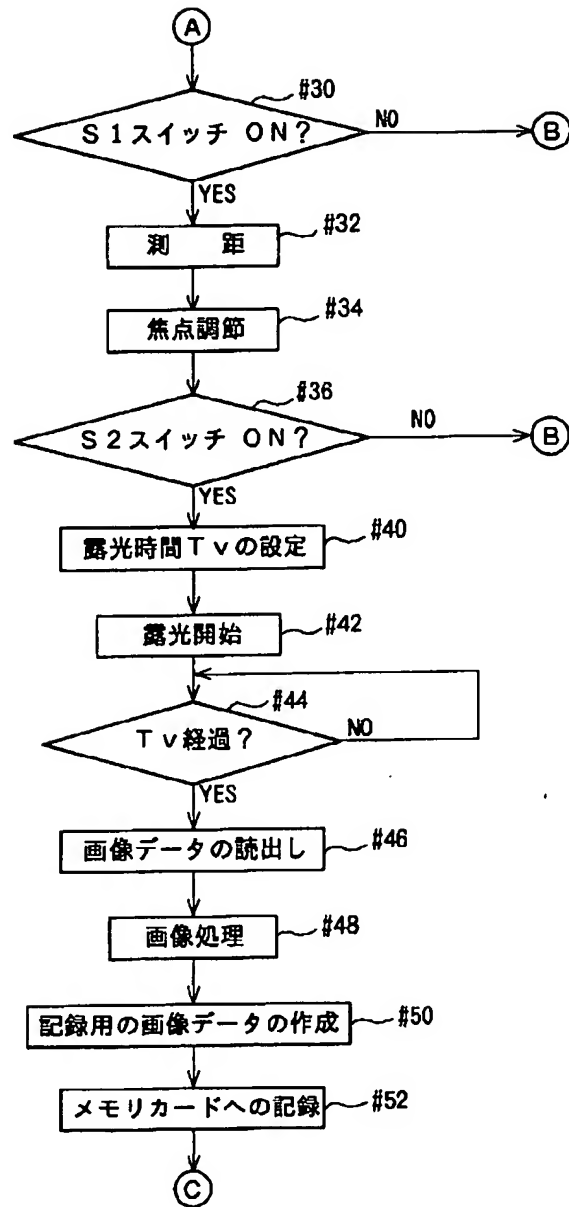 A
#30
S1スイッチ ON?
NO
B
YES
#32
測 距
#34
焦点調節
#36
S2スイッチ ON?
NO
B
YES
#40
露光時間Tvの設定
#42
露光開始
#44
Tv経過?
NO
YES
#46
画像データの読出し
#48
画像処理
#50
記録用の画像データの作成
#52
メモリカードへの記録
C